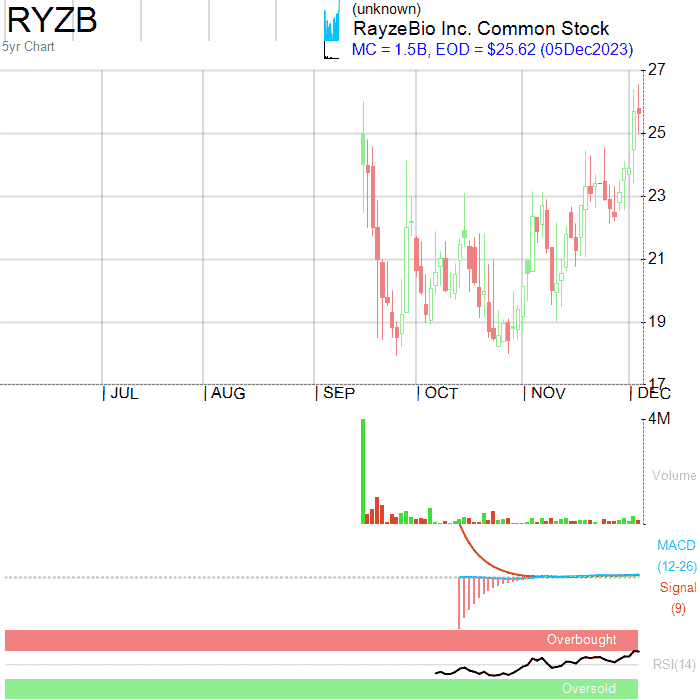 RYZB
5yr Chart
(unknown)
RayzeBio Inc. Common Stock
MC = 1.5B, EOD = $25.62 (05Dec2023)
27
25
23
21
19
17
JUL
AUG
SEP
OCT
NOV
DEC
4M
Volume
MACD
(12-26)
Signal
(9)
Overbought
RSI(14)
Oversold